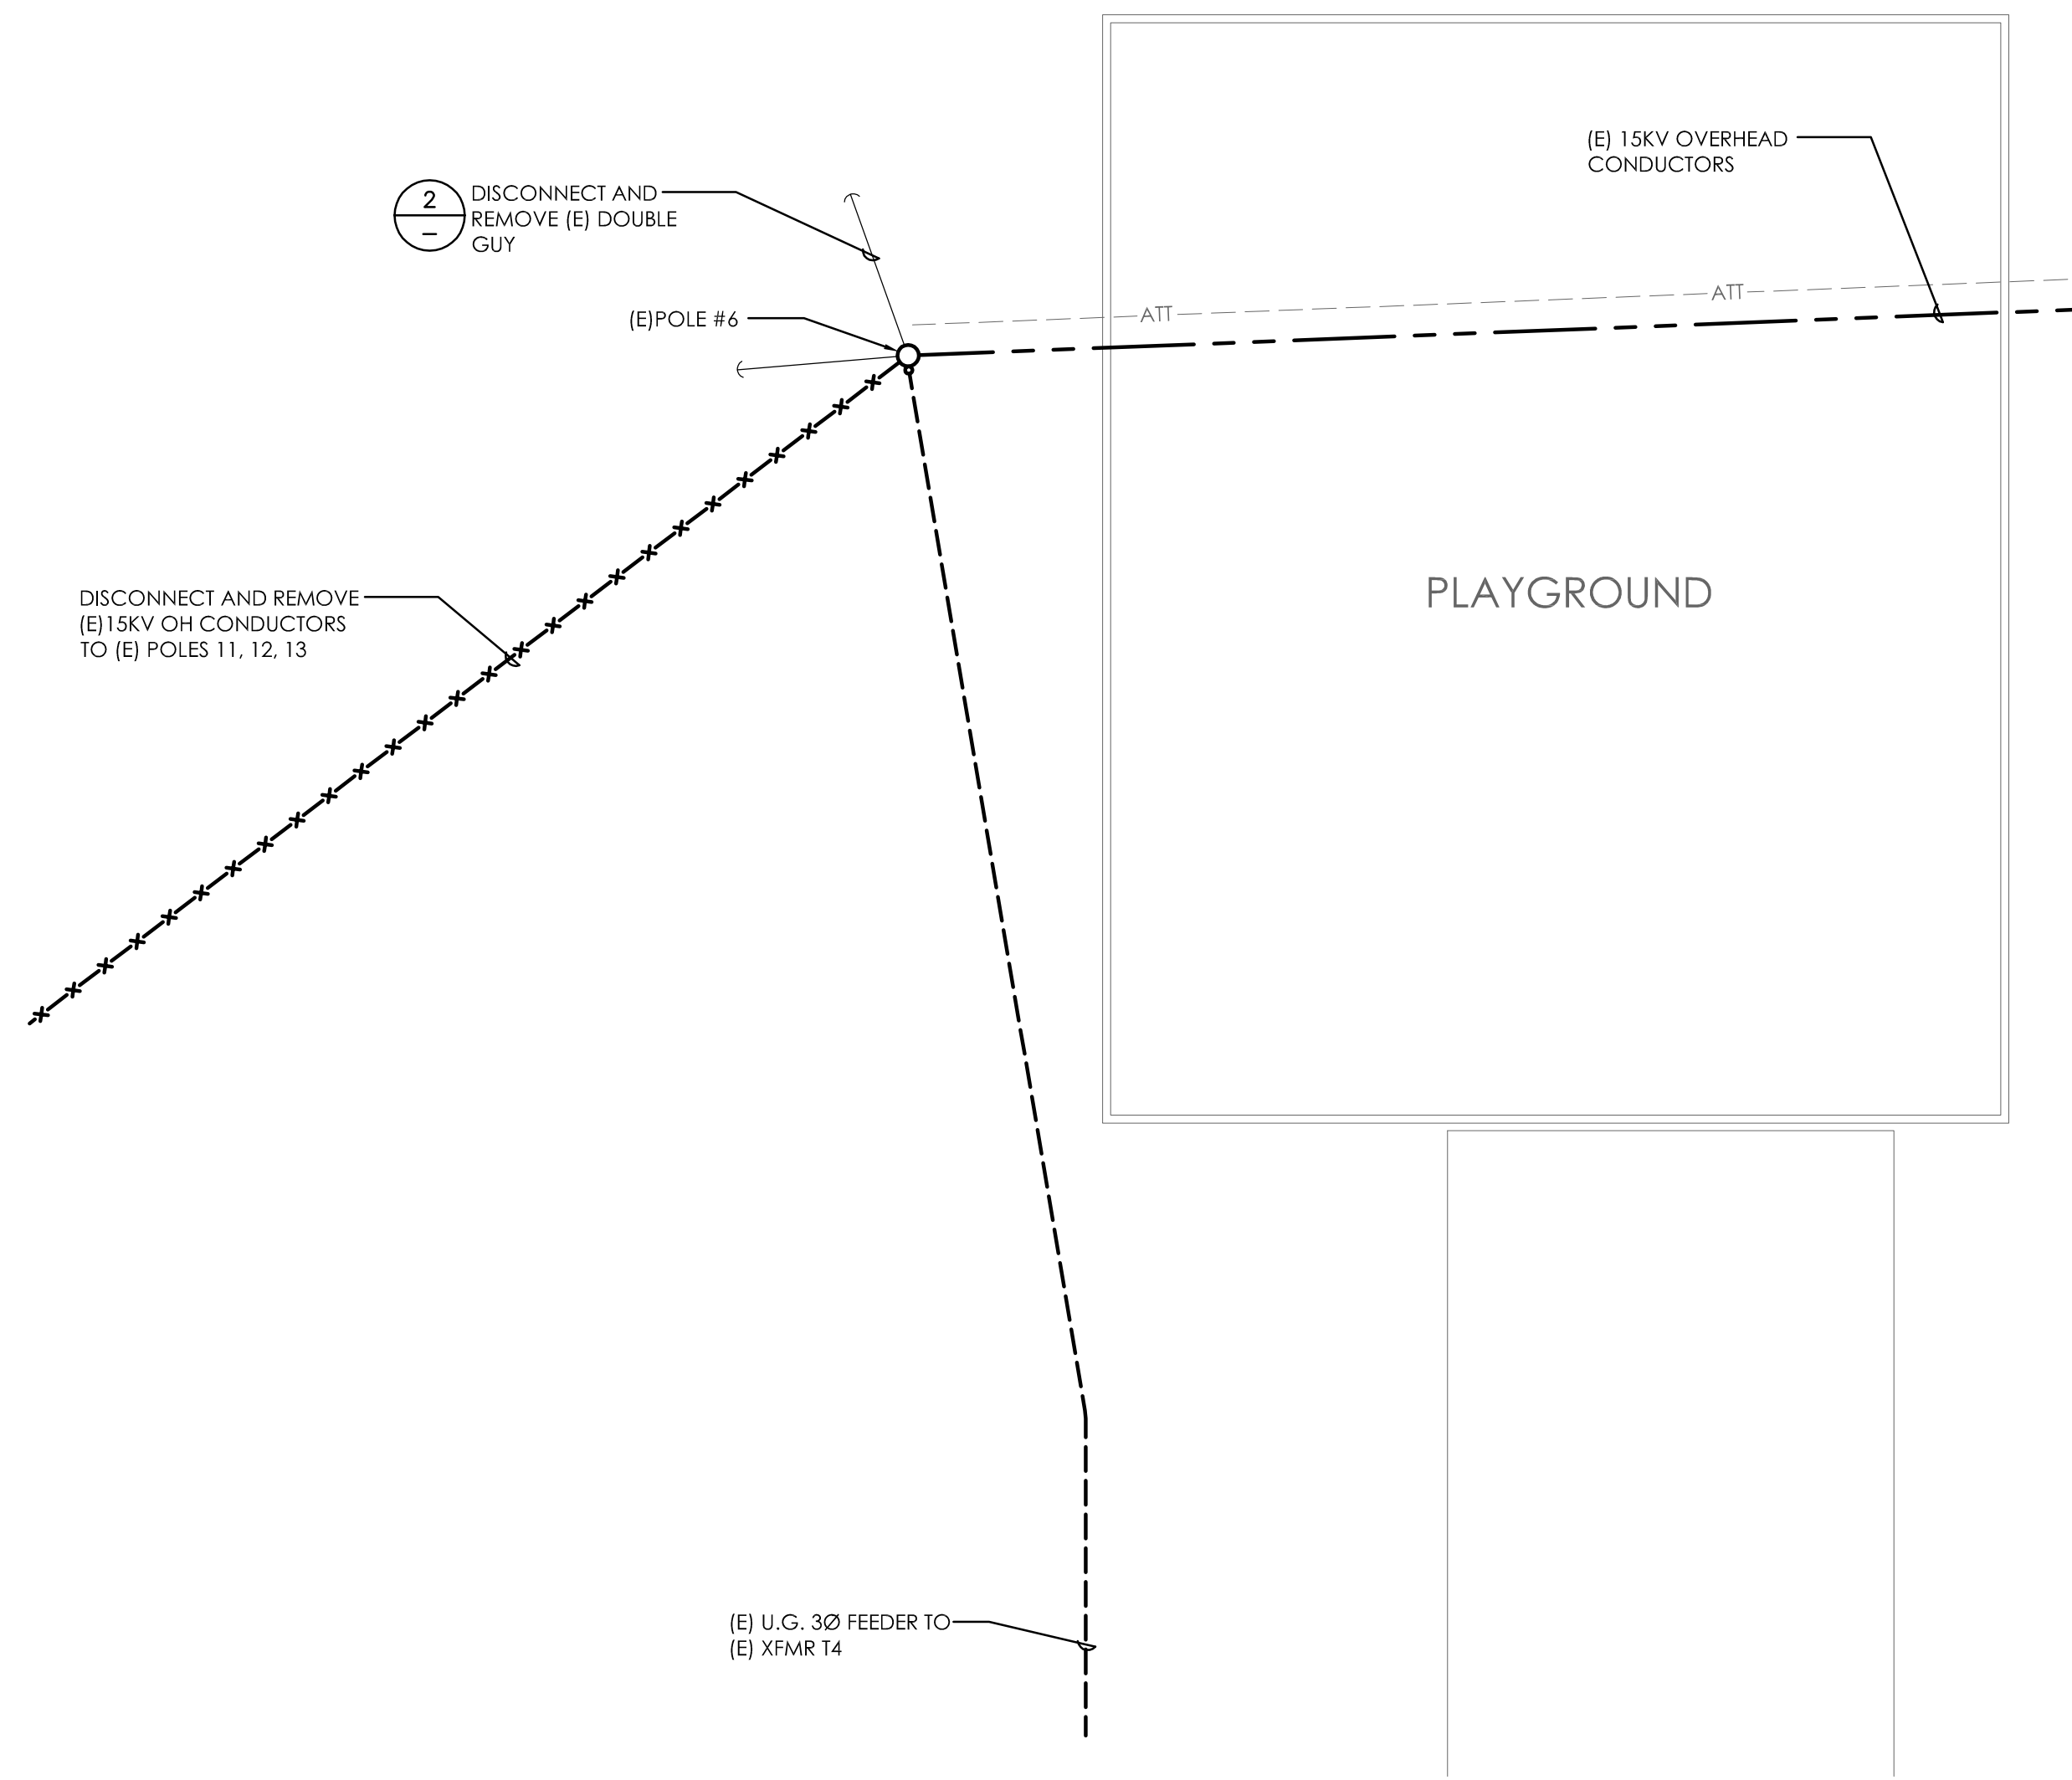 (E) 15KV OVERHEAD
CONDUCTORS
2
–
DISCONNECT AND
REMOVE (E) DOUBLE
GUY
ATT
ATT
(E)POLE #6
PLAYGROUND
DISCONNECT AND REMOVE
(E)15KV OH CONDUCTORS
TO (E) POLES 11, 12, 13
(E) U.G. 3Ø FEEDER TO
(E) XFMR T4